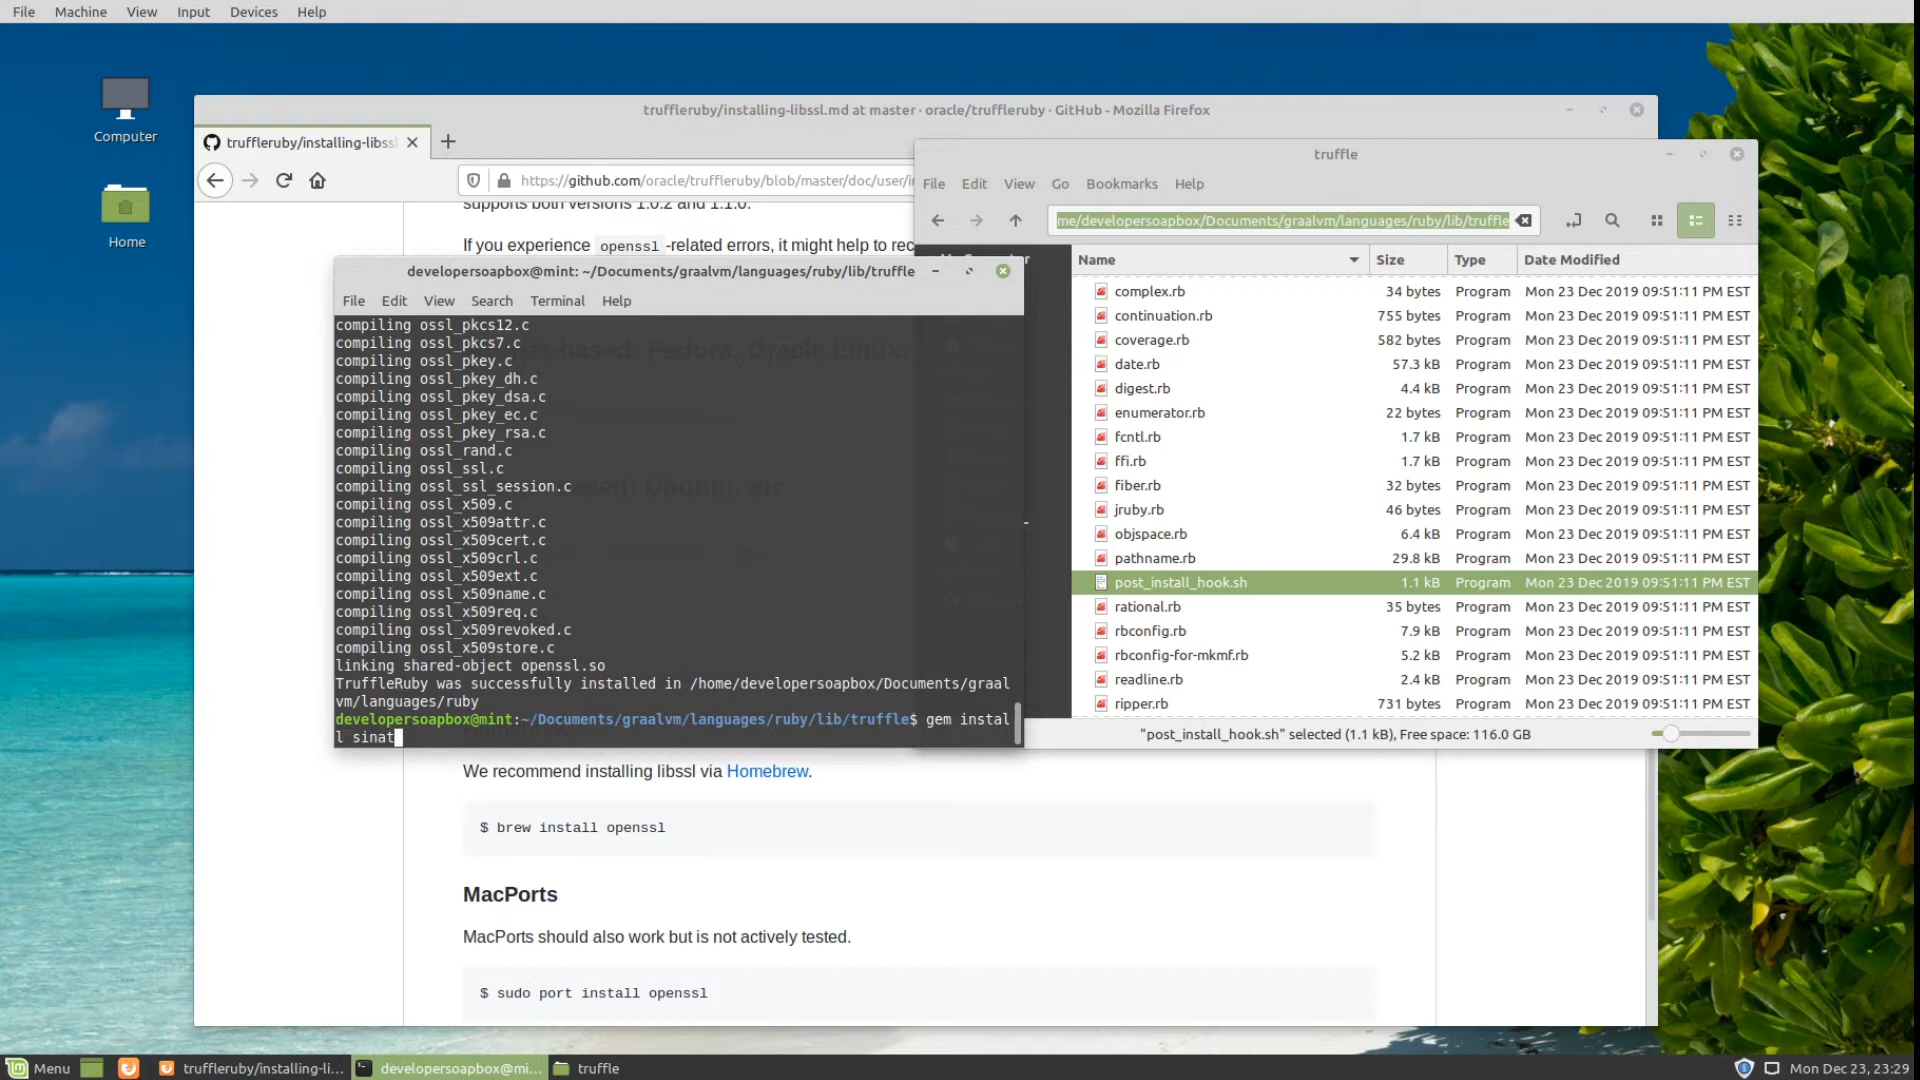 File Machine View Input Devices Help
Computer
Home
truffleruby/installing-libssl.md at master · oracle/truffleruby · GitHub - Mozilla Firefox
truffleruby/installing-libssl
https://github.com/oracle/truffleruby/blob/master/doc/user/in
supports both versions 1.0.2 and 1.1.0.
If you experience openssl-related errors, it might help to rec
developersoapbox@mint: ~/Documents/graalvm/languages/ruby/lib/truffle
File Edit View Search Terminal Help
compiling ossl_pkcs12.c
compiling ossl_pkcs7.c
compiling ossl_pkey.c
compiling ossl_pkey_dh.c
compiling ossl_pkey_dsa.c
compiling ossl_pkey_ec.c
compiling ossl_pkey_rsa.c
compiling ossl_rand.c
compiling ossl_ssl.c
compiling ossl_ssl_session.c
compiling ossl_x509.c
compiling ossl_x509attr.c
compiling ossl_x509cert.c
compiling ossl_x509crl.c
compiling ossl_x509ext.c
compiling ossl_x509name.c
compiling ossl_x509req.c
compiling ossl_x509revoked.c
compiling ossl_x509store.c
linking shared-object openssl.so
TruffleRuby was successfully installed in /home/developersoapbox/Documents/graal
vm/languages/ruby
developersoapbox@mint:~/Documents/graalvm/languages/ruby/lib/truffle$ gem instal
l sinat
truffle
File Edit View Go Bookmarks Help
me/developersoapbox/Documents/graalvm/languages/ruby/lib/truffle
Name Size Type Date Modified
complex.rb 34 bytes Program Mon 23 Dec 2019 09:51:11 PM EST
continuation.rb 755 bytes Program Mon 23 Dec 2019 09:51:11 PM EST
coverage.rb 582 bytes Program Mon 23 Dec 2019 09:51:11 PM EST
date.rb 57.3 kB Program Mon 23 Dec 2019 09:51:11 PM EST
digest.rb 4.4 kB Program Mon 23 Dec 2019 09:51:11 PM EST
enumerator.rb 22 bytes Program Mon 23 Dec 2019 09:51:11 PM EST
fcntl.rb 1.7 kB Program Mon 23 Dec 2019 09:51:11 PM EST
ffi.rb 1.7 kB Program Mon 23 Dec 2019 09:51:11 PM EST
fiber.rb 32 bytes Program Mon 23 Dec 2019 09:51:11 PM EST
jruby.rb 46 bytes Program Mon 23 Dec 2019 09:51:11 PM EST
objspace.rb 6.4 kB Program Mon 23 Dec 2019 09:51:11 PM EST
pathname.rb 29.8 kB Program Mon 23 Dec 2019 09:51:11 PM EST
post_install_hook.sh 1.1 kB Program Mon 23 Dec 2019 09:51:11 PM EST
rational.rb 35 bytes Program Mon 23 Dec 2019 09:51:11 PM EST
rbconfig.rb 7.9 kB Program Mon 23 Dec 2019 09:51:11 PM EST
rbconfig-for-mkmf.rb 5.2 kB Program Mon 23 Dec 2019 09:51:11 PM EST
readline.rb 2.4 kB Program Mon 23 Dec 2019 09:51:11 PM EST
ripper.rb 731 bytes Program Mon 23 Dec 2019 09:51:11 PM EST
"post_install_hook.sh" selected (1.1 kB), Free space: 116.0 GB
We recommend installing libssl via Homebrew.
$ brew install openssl
MacPorts
MacPorts should also work but is not actively tested.
$ sudo port install openssl
Menu truffleruby/installing-li... developersoapbox@mi... truffle Mon Dec 23, 23:29